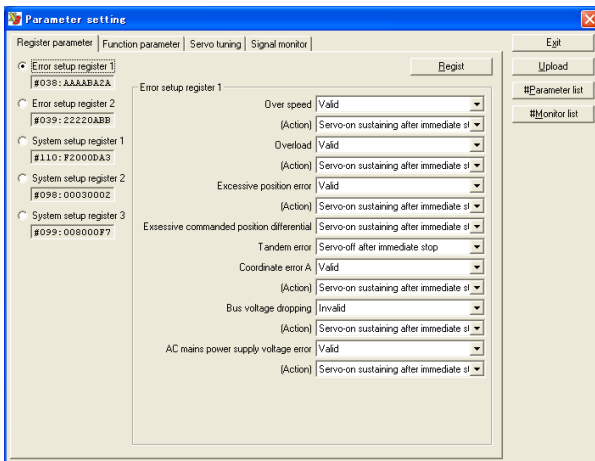 Parameter setting
Register parameter Function parameter Servo tuning Signal monitor
Exit
Upload
#Parameter list
#Monitor list
Error setup register 1
#038:AAAABA2A
Error setup register 2
#039:22220ABB
System setup register 1
#110:F2000DA3
System setup register 2
#098:00030002
System setup register 3
#099:008000F7
Regist
Error setup register 1
Over speed Valid
(Action) Servo-on sustaining after immediate st
Overload Valid
(Action) Servo-on sustaining after immediate st
Excessive position error Valid
(Action) Servo-on sustaining after immediate st
Exsessive commanded position differential Servo-on sustaining after immediate st
Tandem error Servo-off after immediate stop
Coordinate error A Valid
(Action) Servo-on sustaining after immediate st
Bus voltage dropping Invalid
(Action) Servo-on sustaining after immediate st
AC mains power supply voltage error Valid
(Action) Servo-on sustaining after immediate st